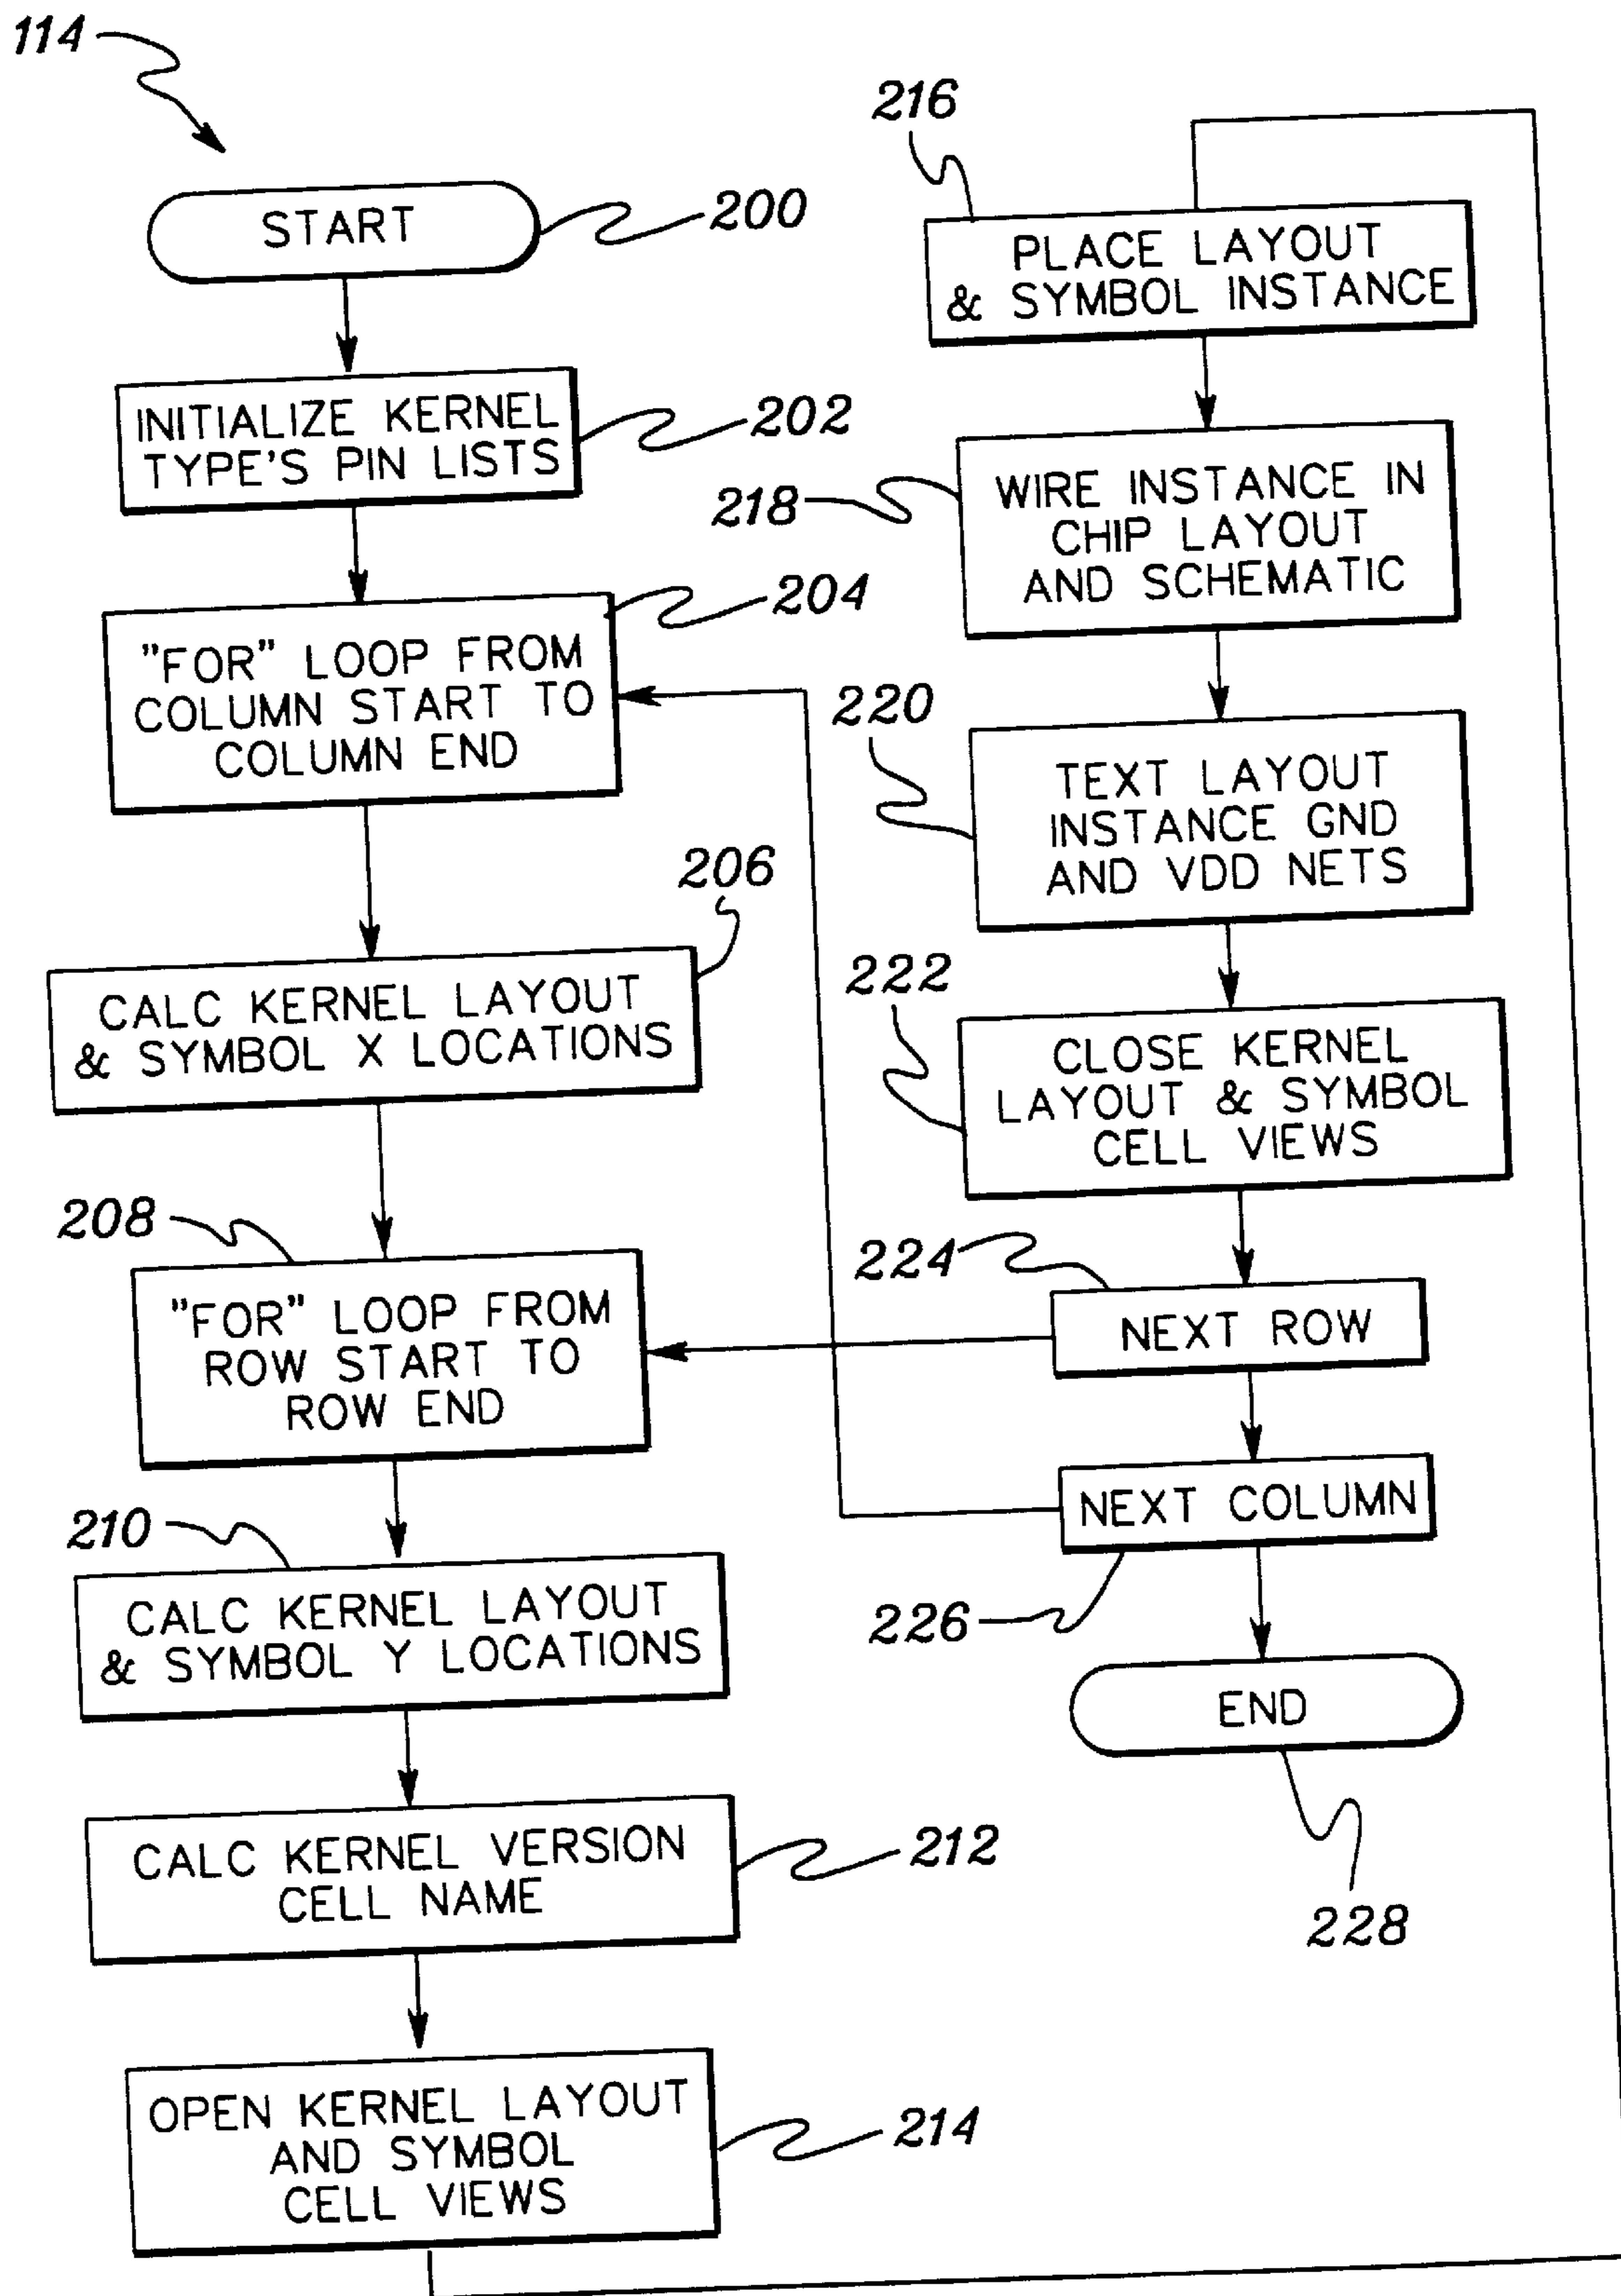 114
START
200
INITIALIZE KERNEL
TYPE'S PIN LISTS
202
"FOR" LOOP FROM
COLUMN START TO
COLUMN END
204
CALC KERNEL LAYOUT
& SYMBOL X LOCATIONS
206
208
"FOR" LOOP FROM
ROW START TO
ROW END
210
CALC KERNEL LAYOUT
& SYMBOL Y LOCATIONS
CALC KERNEL VERSION
CELL NAME
212
OPEN KERNEL LAYOUT
AND SYMBOL
CELL VIEWS
214
216
PLACE LAYOUT
& SYMBOL INSTANCE
218
WIRE INSTANCE IN
CHIP LAYOUT
AND SCHEMATIC
220
TEXT LAYOUT
INSTANCE GND
AND VDD NETS
222
CLOSE KERNEL
LAYOUT & SYMBOL
CELL VIEWS
224
NEXT ROW
NEXT COLUMN
226
END
228